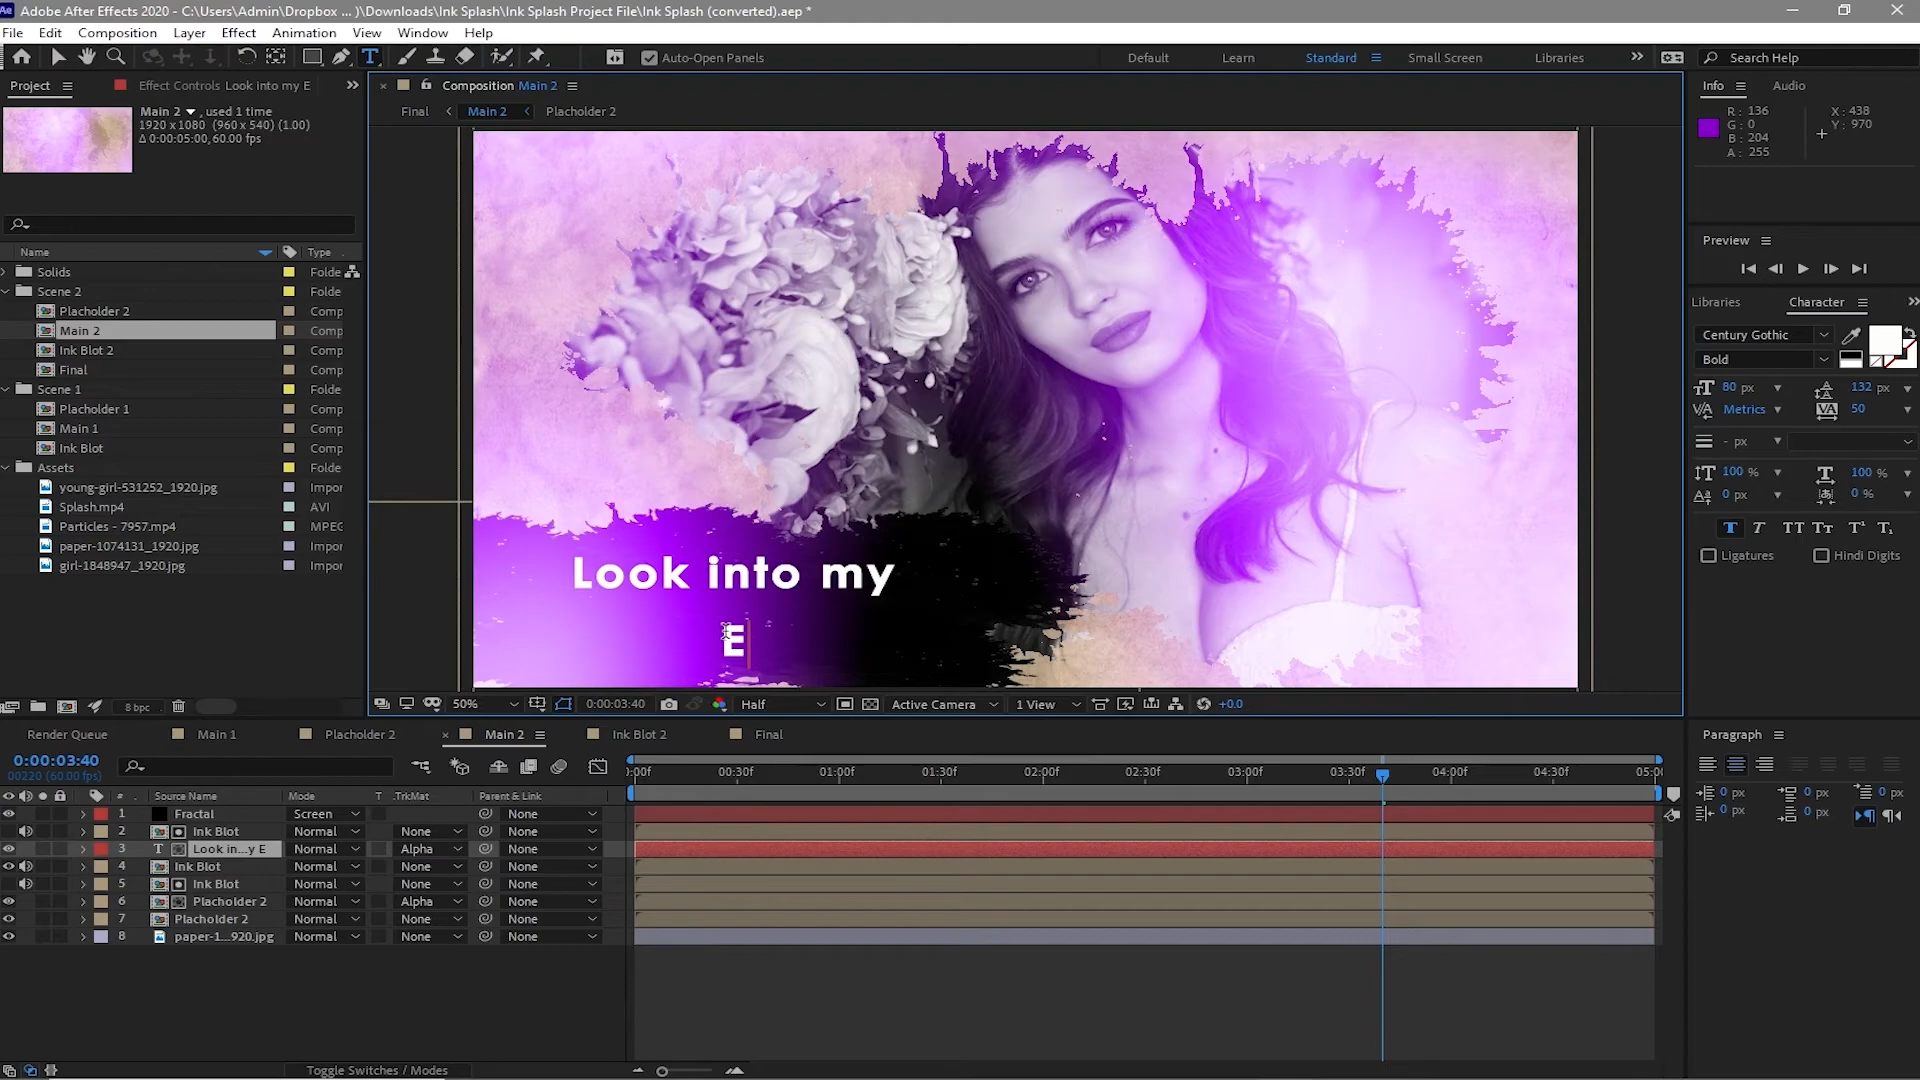 Adobe After Effects 2020 - C:\Users\Admin\Dropbox ... )\Downloads\Ink Splash\Ink Splash Project File\Ink Splash (converted).aep *
File Edit Composition Layer Effect Animation View Window Help
Auto-Open Panels Default Learn Standard Small Screen Libraries Search Help
Project Effect Controls Look into my E
Main 2 , used 1 time
1920 x 1080 (960 x 540) (1.00)
Δ 0:00:05:00, 60.00 fps
Name Type
Solids Folde
Scene 2 Folde
Placholder 2 Comp
Main 2 Comp
Ink Blot 2 Comp
Final Comp
Scene 1 Folde
Placholder 1 Comp
Main 1 Comp
Ink Blot Comp
Assets Folde
young-girl-531252_1920.jpg Impor
Splash.mp4 AVI
Particles - 7957.mp4 MPEG
paper-1074131_1920.jpg Impor
girl-1848947_1920.jpg Impor
8 bpc
Composition Main 2
Final Main 2 Placholder 2
Look into my
E
50% 0:00:03:40 Half Active Camera 1 View +0.0
Info Audio
R: 136 X: 438
G: 0 Y: 970
B: 204
A: 255
Preview
Libraries Character
Century Gothic
Bold
80 px 132 px
Metrics 50
- px
100 % 100 %
0 px 0 %
Ligatures Hindi Digits
Paragraph
0 px 0 px 0 px
0 px 0 px
Render Queue Main 1 Placholder 2 Main 2 Ink Blot 2 Final
0:00:03:40
00220 (60.00 fps)
:00f 00:30f 01:00f 01:30f 02:00f 02:30f 03:00f 03:30f 04:00f 04:30f 05:00
# Source Name Mode T .TrkMat Parent & Link
1 Fractal Screen None
2 Ink Blot Normal None None
3 T Look in...y E Normal Alpha None
4 Ink Blot Normal None None
5 Ink Blot Normal None None
6 Placholder 2 Normal Alpha None
7 Placholder 2 Normal None None
8 paper-1...920.jpg Normal None None
Toggle Switches / Modes